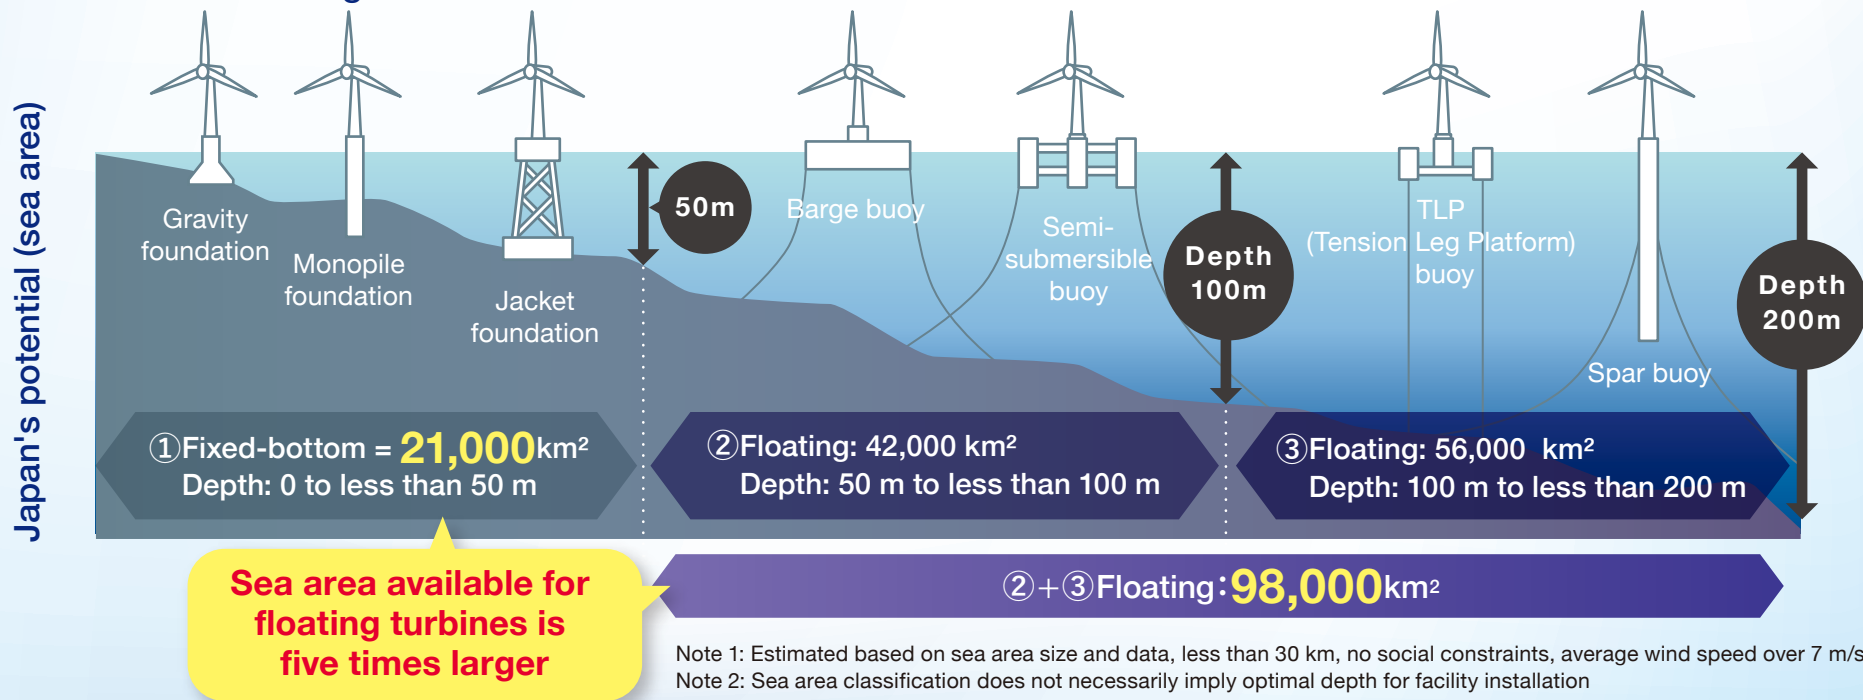 Japan's potential (sea area)
Gravity
foundation
Monopile
foundation
Jacket
foundation
50m
Barge buoy
Semi-
submersible
buoy
Depth
100m
TLP
(Tension Leg Platform)
buoy
Spar buoy
Depth
200m
①Fixed-bottom = 21,000km²
Depth: 0 to less than 50 m
②Floating: 42,000 km²
Depth: 50 m to less than 100 m
③Floating: 56,000 km²
Depth: 100 m to less than 200 m
Sea area available for
floating turbines is
five times larger
②+③Floating:98,000km²
Note 1: Estimated based on sea area size and data, less than 30 km, no social constraints, average wind speed over 7 m/s
Note 2: Sea area classification does not necessarily imply optimal depth for facility installation